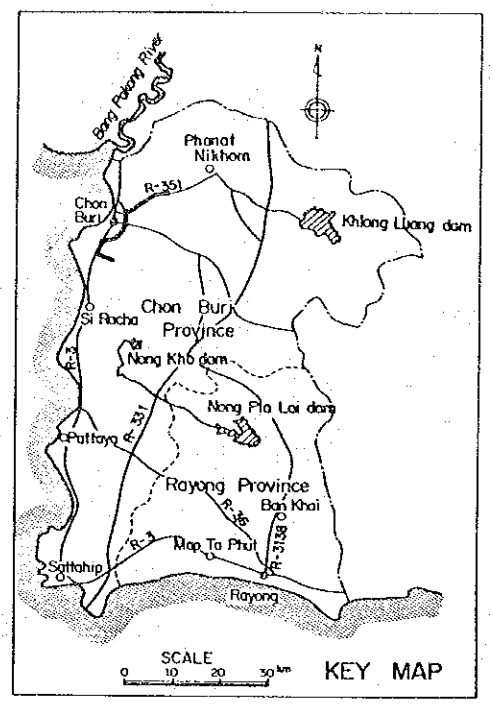 Bang Pakong River
N
Phanat
Nikhom
R-351
Chon
Buri
Khlong Luang dam
Chon Buri
Province
Si Racha
R-3
Nong Kho dam
R-331
Nong Pla Lai dam
Pattaya
Rayong Province
R-36
Ban Khai
R-3
Map Ta Phut
R-3138
Sattahip
Rayong
SCALE
0 10 20 30 km
KEY MAP